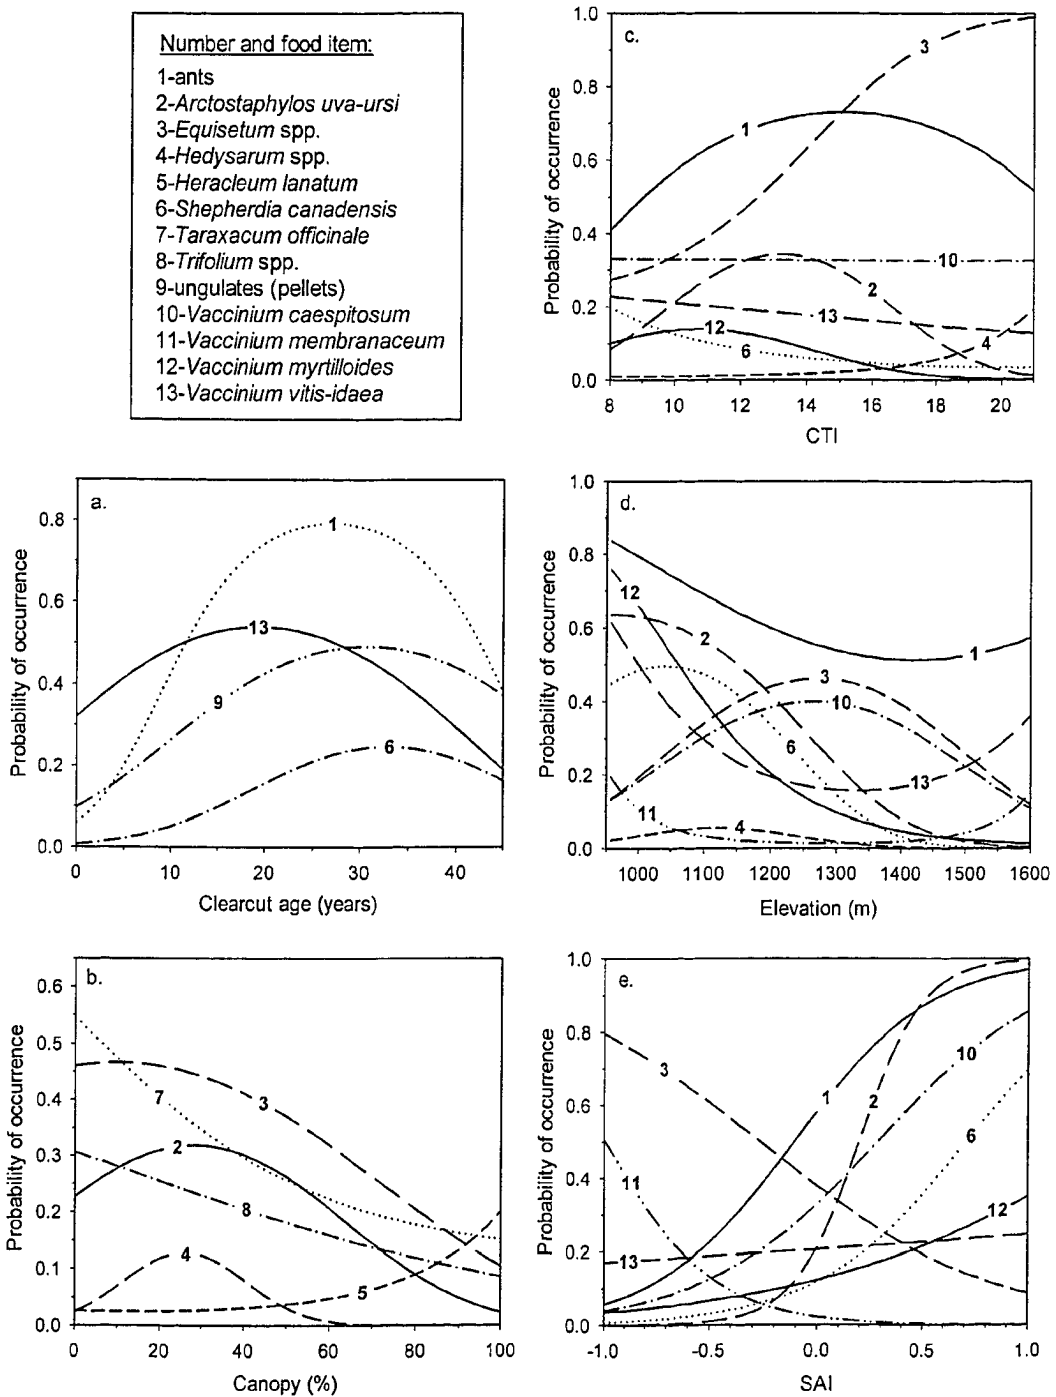 Number and food item:
1-ants
2-Arctostaphylos uva-ursi
3-Equisetum spp.
4-Hedysarum spp.
5-Heracleum lanatum
6-Shepherdia canadensis
7-Taraxacum officinale
8-Trifolium spp.
9-ungulates (pellets)
10-Vaccinium caespitosum
11-Vaccinium membranaceum
12-Vaccinium myrtilloides
13-Vaccinium vitis-idaea
c.
Probability of occurrence
1.0
0.8
0.6
0.4
0.2
0.0
3
1
10
2
13
12
6
4
8 10 12 14 16 18 20
CTI
a.
Probability of occurrence
0.8
0.6
0.4
0.2
0.0
1
13
9
6
0 10 20 30 40
Clearcut age (years)
d.
Probability of occurrence
1.0
0.8
0.6
0.4
0.2
0.0
12
2
1
3
10
6
13
11
4
1000 1100 1200 1300 1400 1500 1600
Elevation (m)
b.
Probability of occurrence
0.6
0.5
0.4
0.3
0.2
0.1
0.0
7
3
2
8
4
5
0 20 40 60 80 100
Canopy (%)
e.
Probability of occurrence
1.0
0.8
0.6
0.4
0.2
0.0
3
10
1
2
6
11
12
13
-1.0 -0.5 0.0 0.5 1.0
SAI